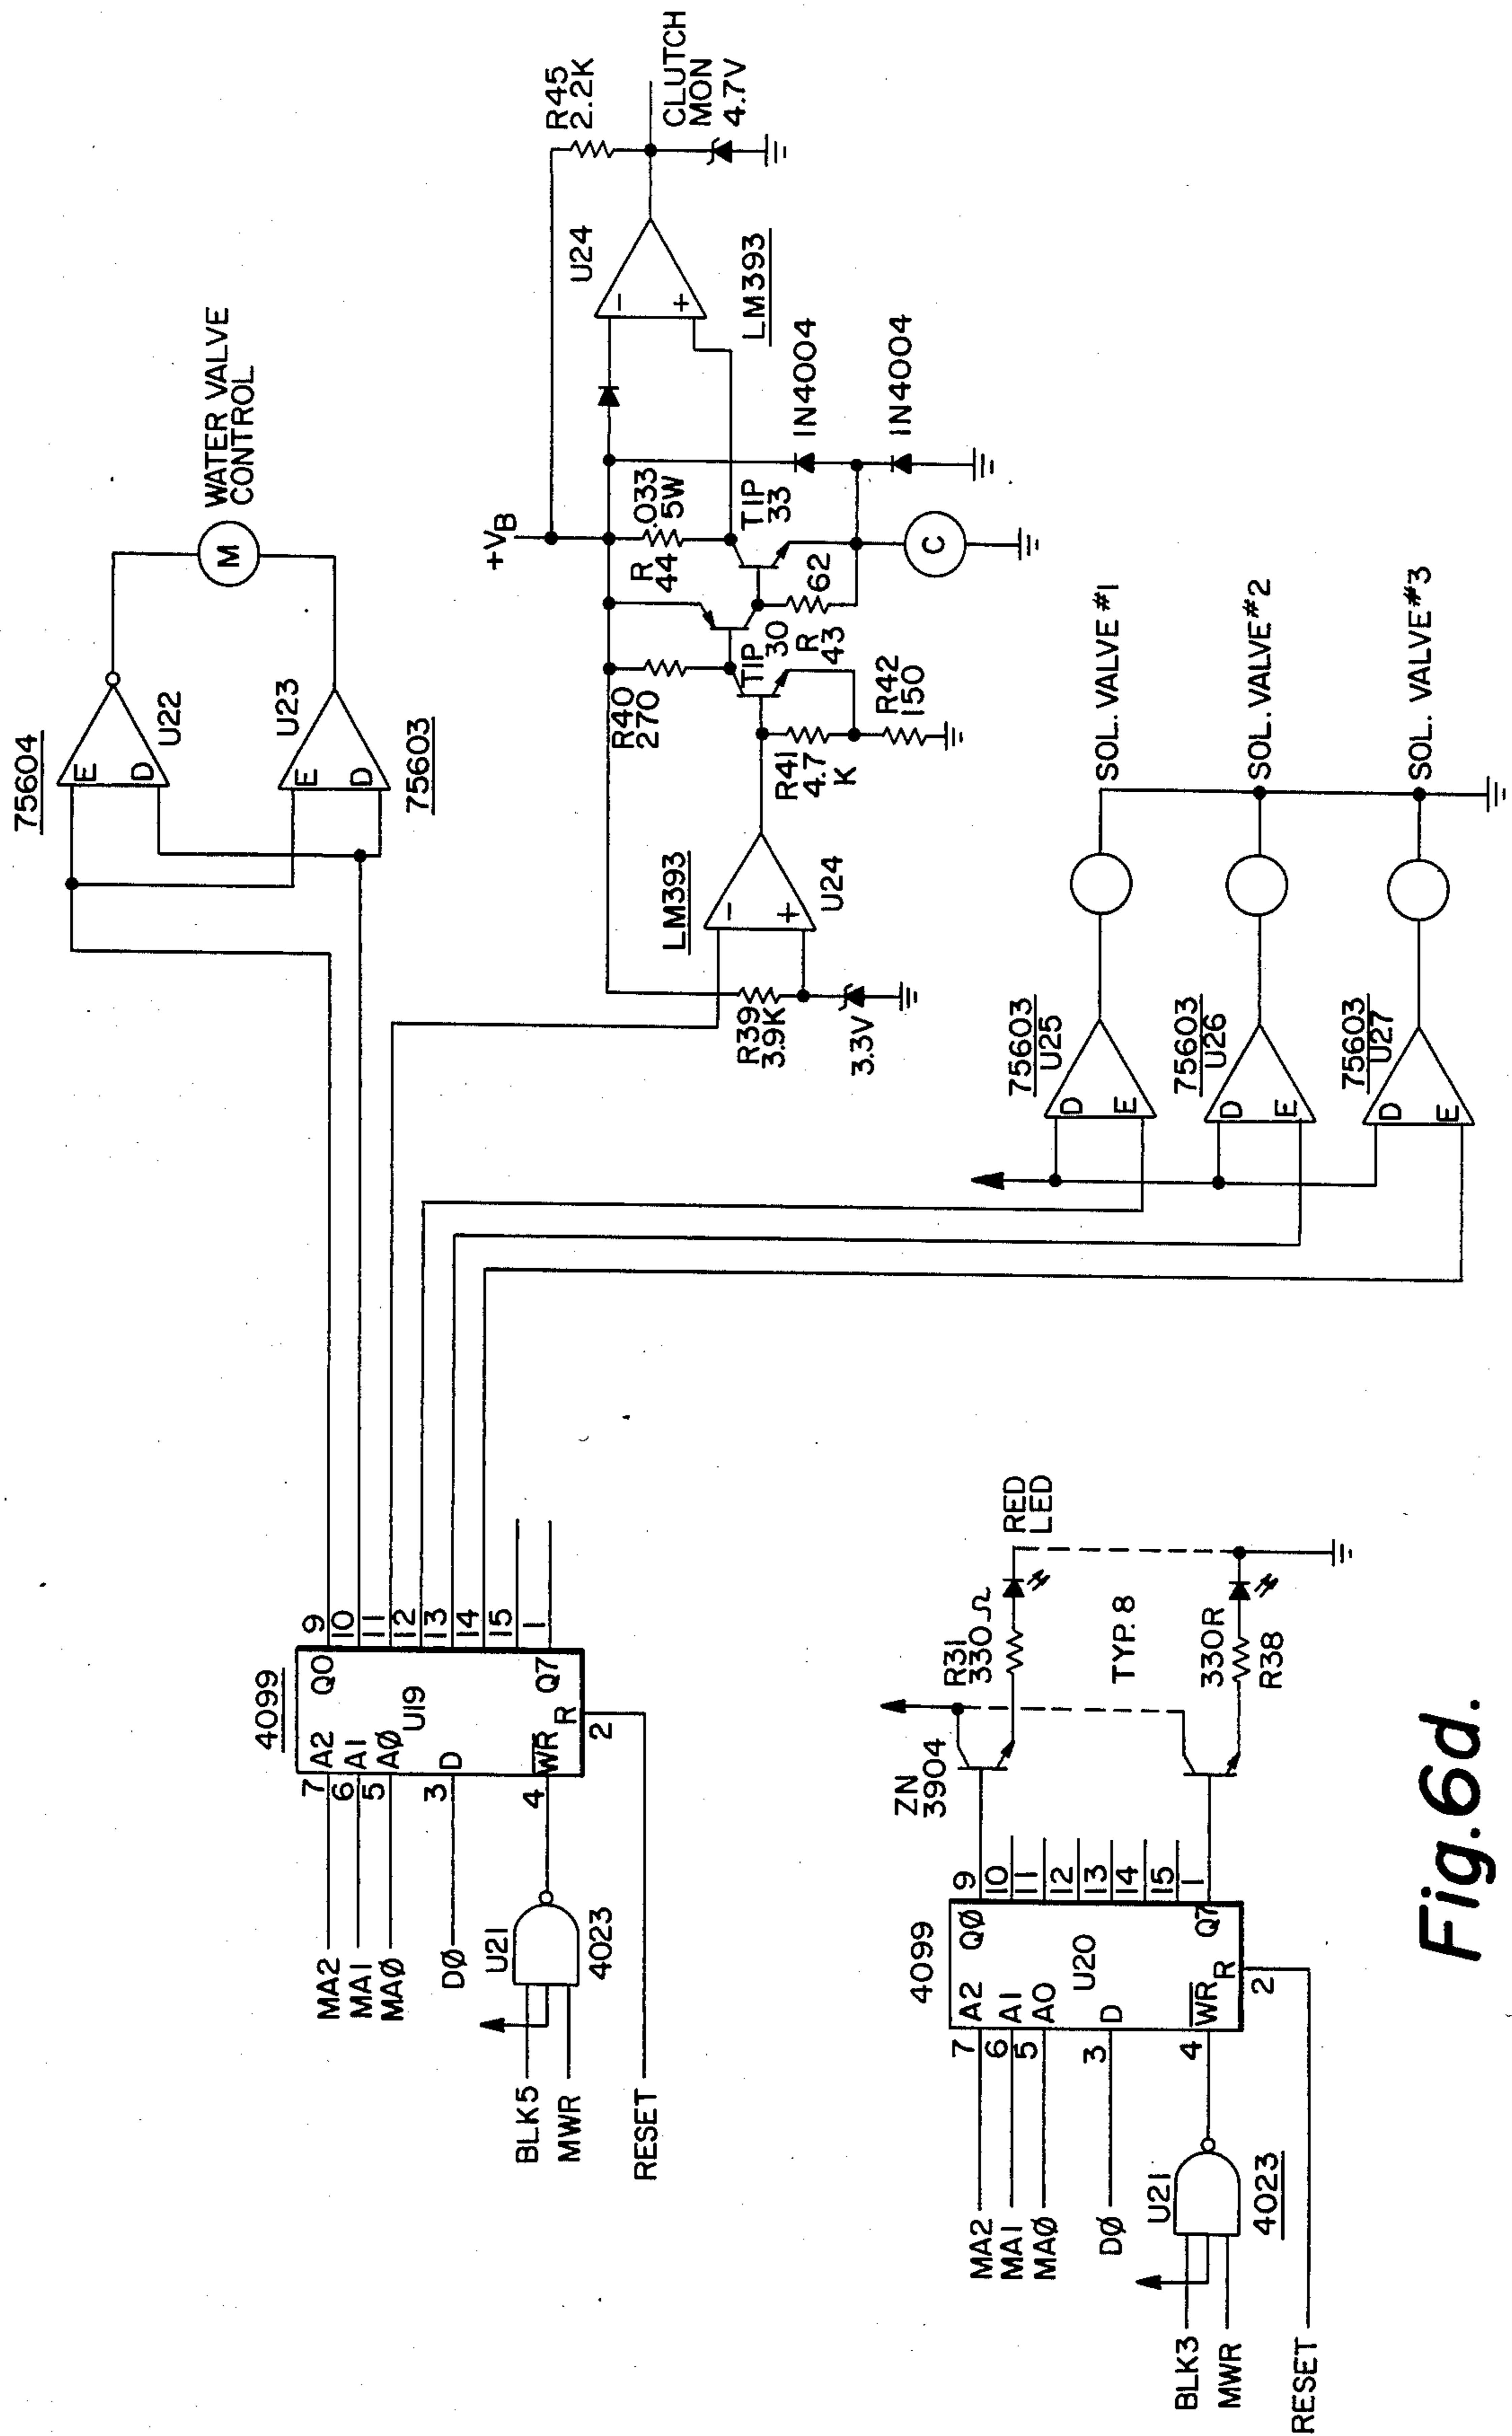 4099
7 A2
6 A1
5 AØ
3 D
4 WR
R
2
U19
Q0
Q7
9
10
11
12
13
14
15
1
MA2
MA1
MAØ
DØ
U21
4023
BLK5
MWR
RESET
75604
E
D
U22
U23
E
D
75603
M
WATER VALVE
CONTROL
+VB
R45
2.2K
U24
-
+
LM393
CLUTCH
MON
4.7V
IN4004
IN4004
.033
5W
R
44
TIP
33
62
R
43
TIP
30
C
R40
270
R41
4.7
K
R42
150
LM393
-
+
U24
R39
3.9K
3.3V
75603
U25
D
E
SOL. VALVE #1
75603
U26
D
E
SOL. VALVE #2
75603
U27
D
E
SOL. VALVE #3
4099
7 A2
6 A1
5 A0
3 D
4 WR
R
2
U20
QØ
Q7
9
10
11
12
13
14
15
1
MA2
MA1
MAØ
DØ
U21
4023
BLK3
MWR
RESET
ZN
3904
R31
330Ω
RED
LED
TYP. 8
330R
R38
Fig.6d.